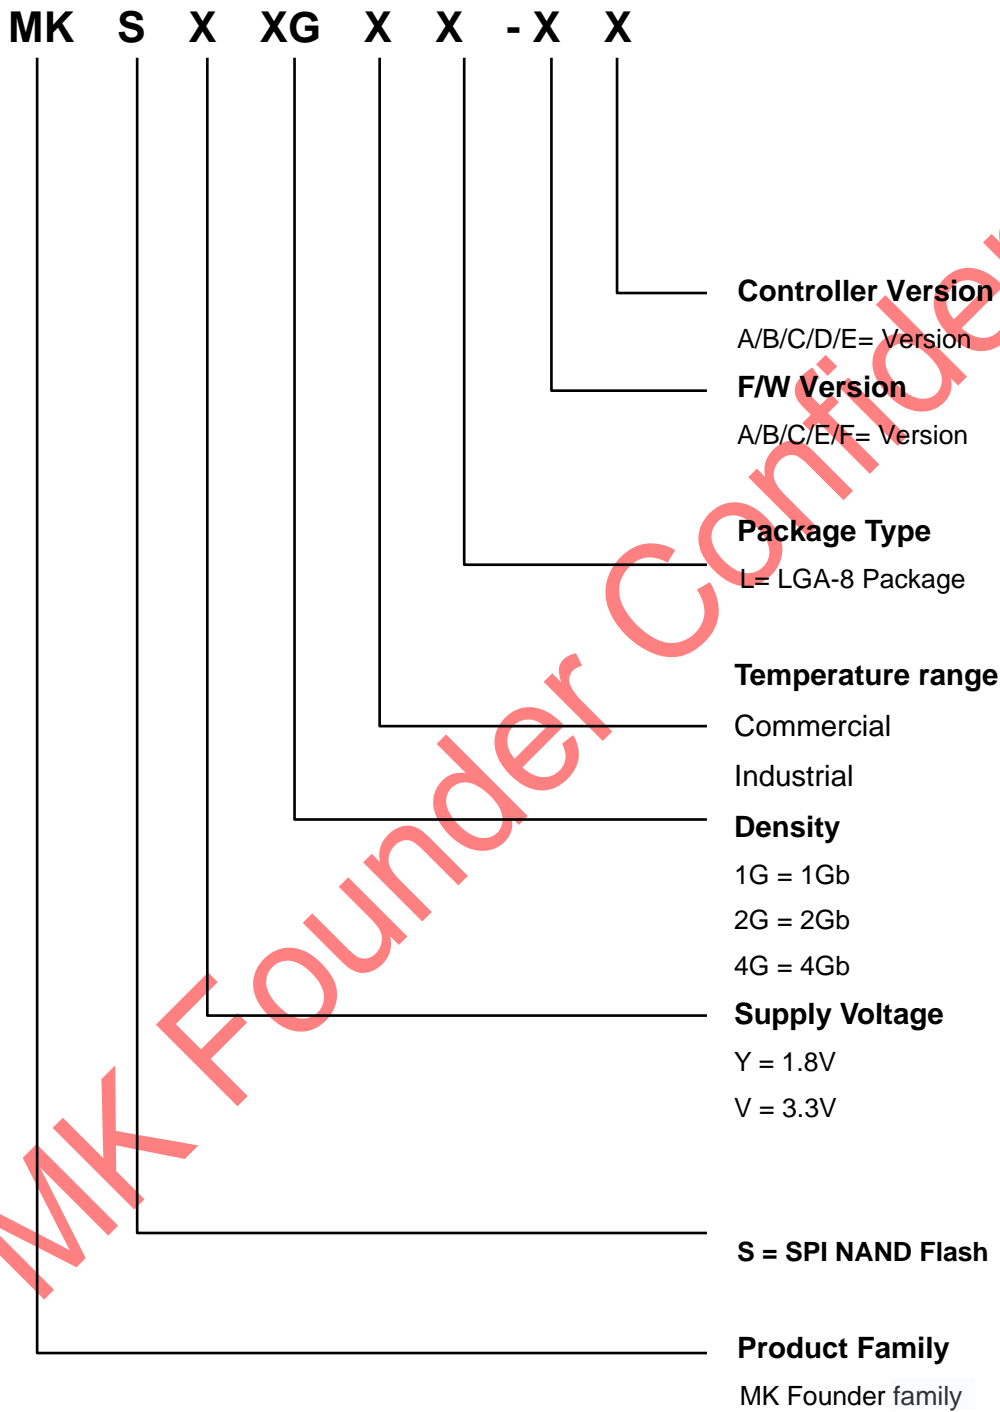 MK S X XG X X - X X
Controller Version
A/B/C/D/E= Version
F/W Version
A/B/C/E/F= Version
Package Type
L= LGA-8 Package
Temperature range
Commercial
Industrial
Density
1G = 1Gb
2G = 2Gb
4G = 4Gb
Supply Voltage
Y = 1.8V
V = 3.3V
S = SPI NAND Flash
Product Family
MK Founder family
MK Founder Confiden